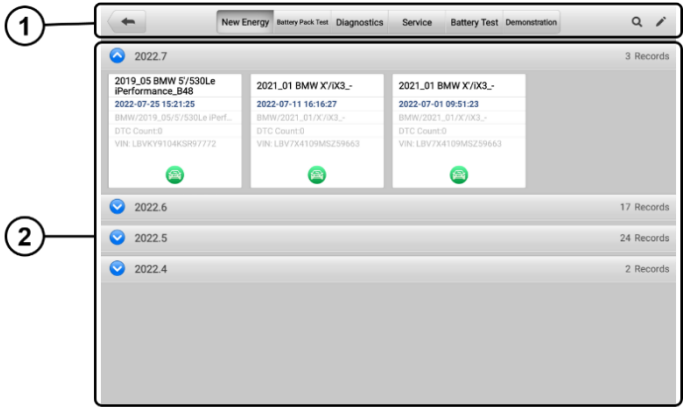 1
New Energy Battery Pack Test Diagnostics Service Battery Test Demonstration
2
2022.7 3 Records
2019_05 BMW 5'/530Le
iPerformance_B48
2022-07-25 15:21:25
BMW/2019_05/5'/530Le iPerf...
DTC Count:0
VIN: LBVKY9104KSR97772
2021_01 BMW X'/iX3_-
2022-07-11 16:16:27
BMW/2021_01/X'/iX3_-
DTC Count:0
VIN: LBV7X4109MSZ59663
2021_01 BMW X'/iX3_-
2022-07-01 09:51:23
BMW/2021_01/X'/iX3_-
DTC Count:0
VIN: LBV7X4109MSZ59663
2022.6 17 Records
2022.5 24 Records
2022.4 2 Records